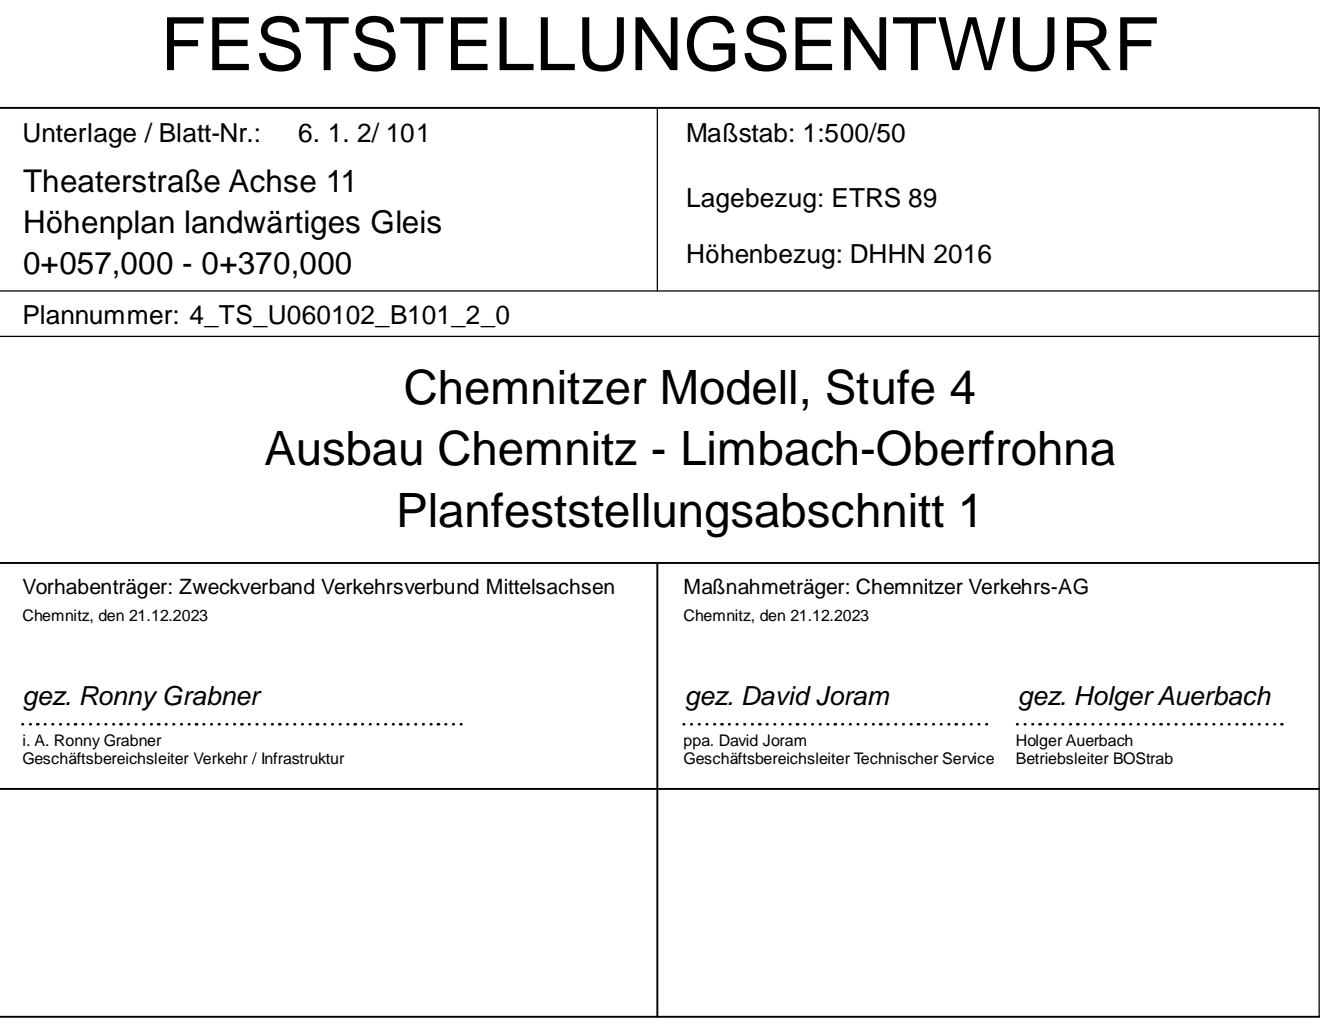 FESTSTELLUNGSENTWURF
Unterlage / Blatt-Nr.: 6. 1. 2/ 101
Theaterstraße Achse 11
Höhenplan landwärtiges Gleis
0+057,000 - 0+370,000
Maßstab: 1:500/50
Lagebezug: ETRS 89
Höhenbezug: DHHN 2016
Plannummer: 4_TS_U060102_B101_2_0
Chemnitzer Modell, Stufe 4
Ausbau Chemnitz - Limbach-Oberfrohna
Planfeststellungsabschnitt 1
Vorhabenträger: Zweckverband Verkehrsverbund Mittelsachsen
Chemnitz, den 21.12.2023
gez. Ronny Grabner
i. A. Ronny Grabner
Geschäftsbereichsleiter Verkehr / Infrastruktur
Maßnahmeträger: Chemnitzer Verkehrs-AG
Chemnitz, den 21.12.2023
gez. David Joram
ppa. David Joram
Geschäftsbereichsleiter Technischer Service
gez. Holger Auerbach
Holger Auerbach
Betriebsleiter BOStrab